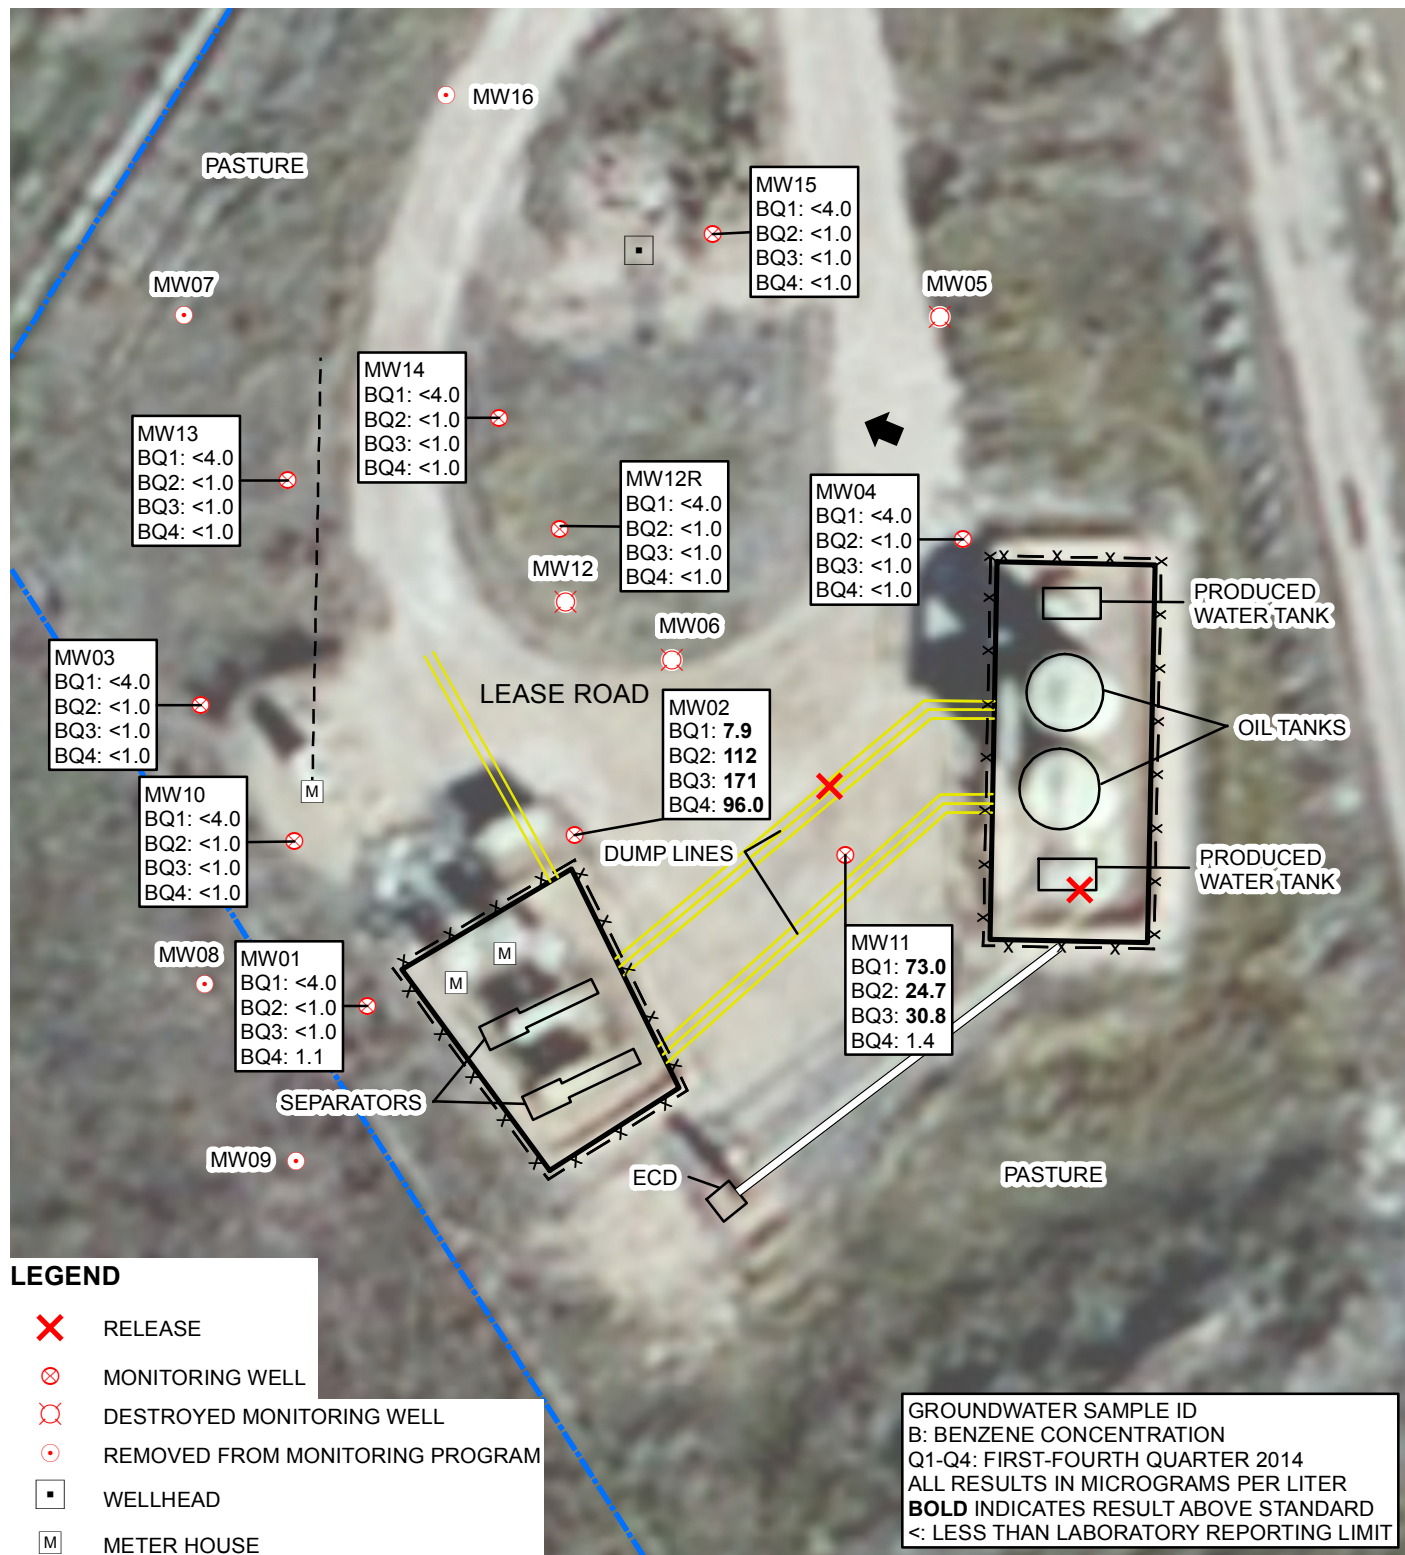 MW16
PASTURE
MW15
BQ1: <4.0
BQ2: <1.0
BQ3: <1.0
BQ4: <1.0
MW07
MW05
MW14
BQ1: <4.0
BQ2: <1.0
BQ3: <1.0
BQ4: <1.0
MW13
BQ1: <4.0
BQ2: <1.0
BQ3: <1.0
BQ4: <1.0
MW12R
BQ1: <4.0
BQ2: <1.0
BQ3: <1.0
BQ4: <1.0
MW04
BQ1: <4.0
BQ2: <1.0
BQ3: <1.0
BQ4: <1.0
MW12
PRODUCED
WATER TANK
MW06
MW03
BQ1: <4.0
BQ2: <1.0
BQ3: <1.0
BQ4: <1.0
LEASE ROAD
MW02
BQ1: 7.9
BQ2: 112
BQ3: 171
BQ4: 96.0
OIL TANKS
M
MW10
BQ1: <4.0
BQ2: <1.0
BQ3: <1.0
BQ4: <1.0
DUMP LINES
PRODUCED
WATER TANK
MW08
MW01
BQ1: <4.0
BQ2: <1.0
BQ3: <1.0
BQ4: 1.1
M
M
MW11
BQ1: 73.0
BQ2: 24.7
BQ3: 30.8
BQ4: 1.4
SEPARATORS
MW09
ECD
PASTURE
LEGEND
RELEASE
MONITORING WELL
DESTROYED MONITORING WELL
REMOVED FROM MONITORING PROGRAM
WELLHEAD
M METER HOUSE
GROUNDWATER SAMPLE ID
B: BENZENE CONCENTRATION
Q1-Q4: FIRST-FOURTH QUARTER 2014
ALL RESULTS IN MICROGRAMS PER LITER
BOLD INDICATES RESULT ABOVE STANDARD
<: LESS THAN LABORATORY REPORTING LIMIT